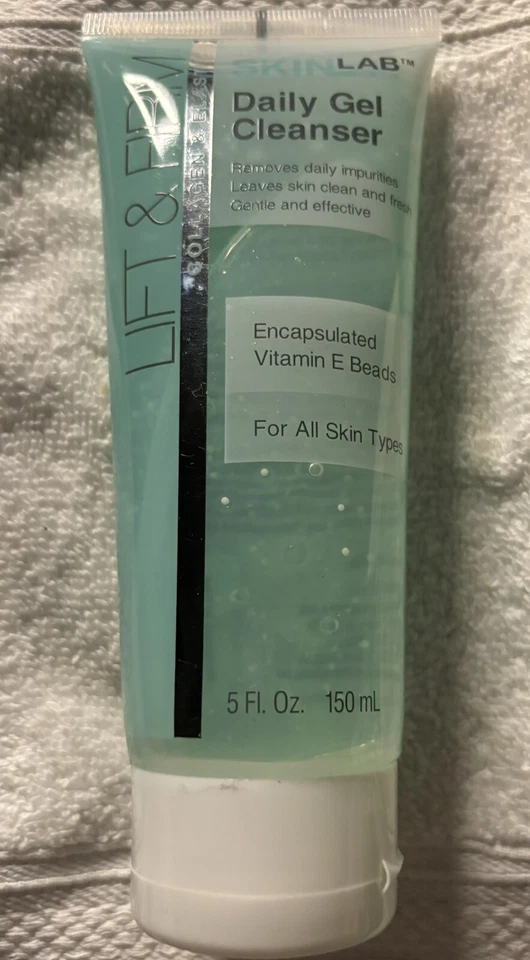 SKINLAB™
Daily Gel
Cleanser
Removes daily impurities
Leaves skin clean and fresh
Gentle and effective
LIFT & FIRM
COLLAGEN &
Encapsulated
Vitamin E Beads
For All Skin Types
5 Fl. Oz. 150 mL